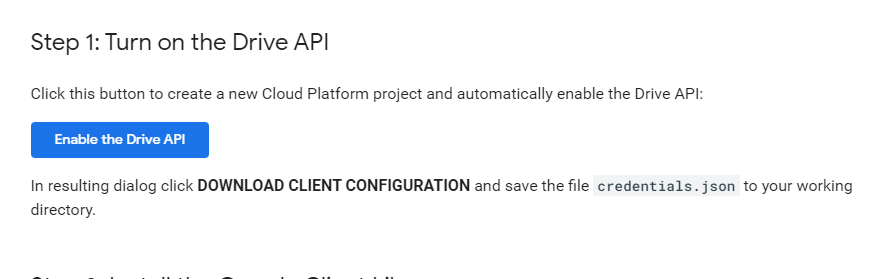 Step 1: Turn on the Drive API
Click this button to create a new Cloud Platform project and automatically enable the Drive API:
Enable the Drive API
In resulting dialog click DOWNLOAD CLIENT CONFIGURATION and save the file credentials.json to your working
directory.